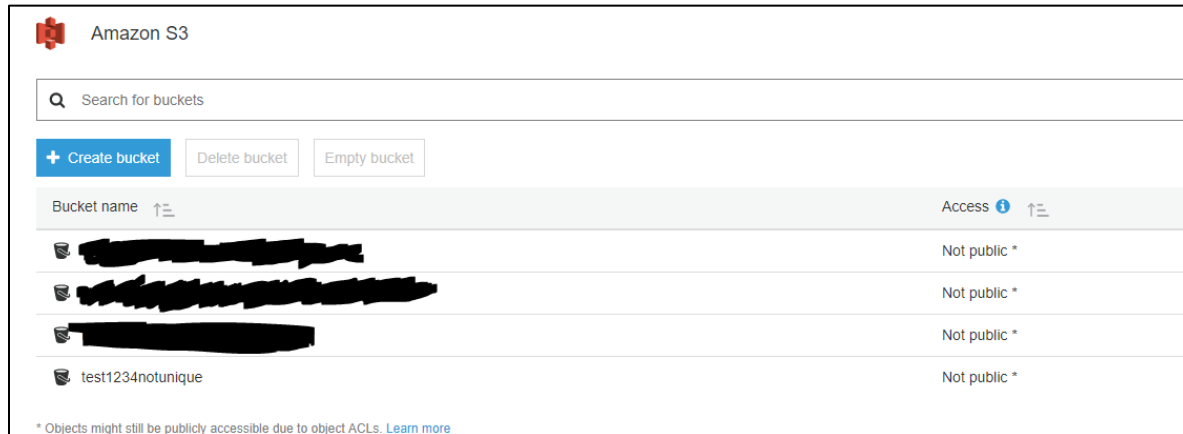 Amazon S3
Search for buckets
Create bucket Delete bucket Empty bucket
Bucket name Access
Not public *
Not public *
Not public *
test1234notunique Not public *
* Objects might still be publicly accessible due to object ACLs. Learn more